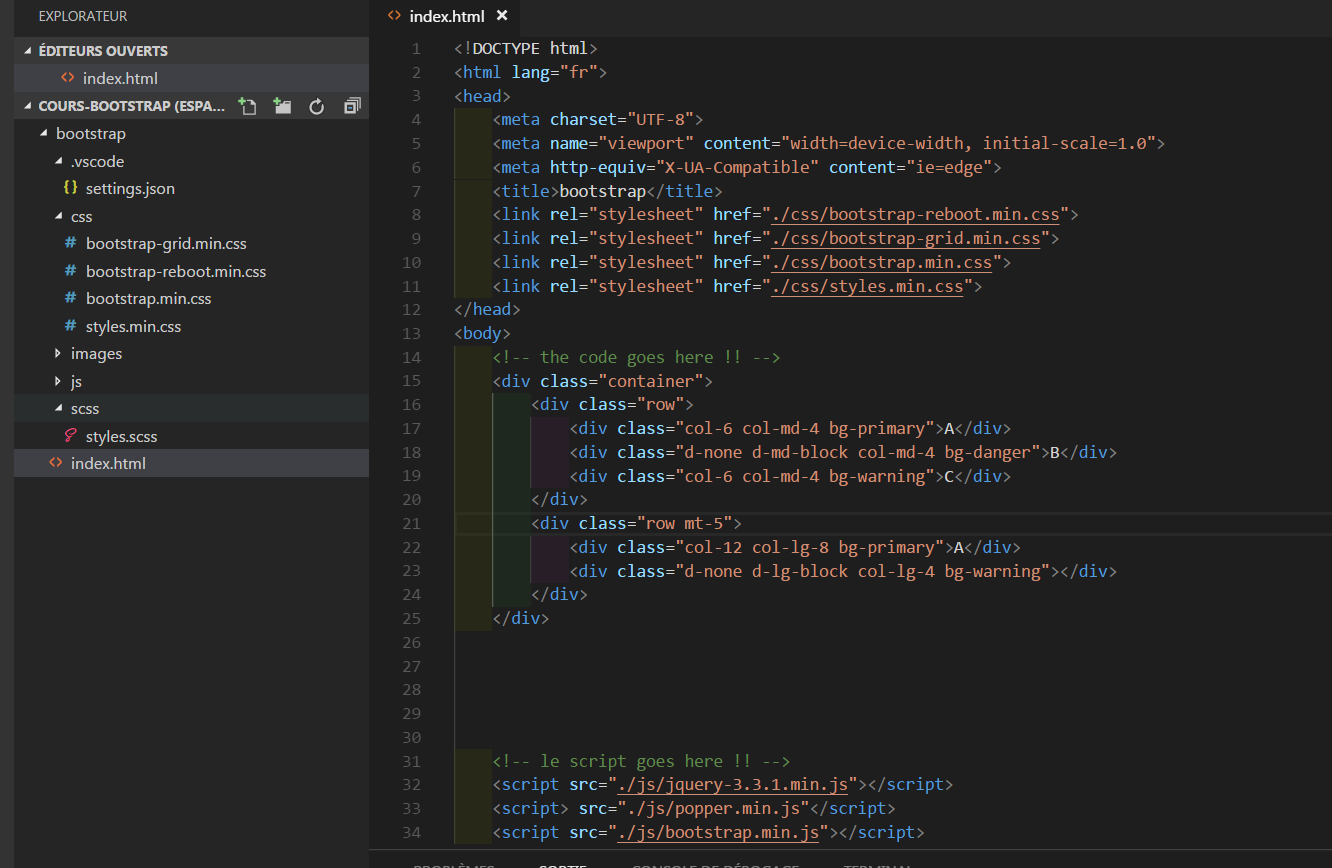 EXPLORATEUR
ÉDITEURS OUVERTS
index.html
COURS-BOOTSTRAP (ESPA...
bootstrap
.vscode
{} settings.json
css
# bootstrap-grid.min.css
# bootstrap-reboot.min.css
# bootstrap.min.css
# styles.min.css
images
js
scss
styles.scss
<> index.html
<> index.html ×
1 <!DOCTYPE html>
2 <html lang="fr">
3 <head>
4 <meta charset="UTF-8">
5 <meta name="viewport" content="width=device-width, initial-scale=1.0">
6 <meta http-equiv="X-UA-Compatible" content="ie=edge">
7 <title>bootstrap</title>
8 <link rel="stylesheet" href="./css/bootstrap-reboot.min.css">
9 <link rel="stylesheet" href="./css/bootstrap-grid.min.css">
10 <link rel="stylesheet" href="./css/bootstrap.min.css">
11 <link rel="stylesheet" href="./css/styles.min.css">
12 </head>
13 <body>
14 <!-- the code goes here !! -->
15 <div class="container">
16 <div class="row">
17 <div class="col-6 col-md-4 bg-primary">A</div>
18 <div class="d-none d-md-block col-md-4 bg-danger">B</div>
19 <div class="col-6 col-md-4 bg-warning">C</div>
20 </div>
21 <div class="row mt-5">
22 <div class="col-12 col-lg-8 bg-primary">A</div>
23 <div class="d-none d-lg-block col-lg-4 bg-warning"></div>
24 </div>
25 </div>
26
27
28
29
30
31 <!-- le script goes here !! -->
32 <script src="./js/jquery-3.3.1.min.js"></script>
33 <script> src="./js/popper.min.js"</script>
34 <script src="./js/bootstrap.min.js"></script>
PROBLÈMES SORTIE CONSOLE DE DÉBOGAGE TERMINAL